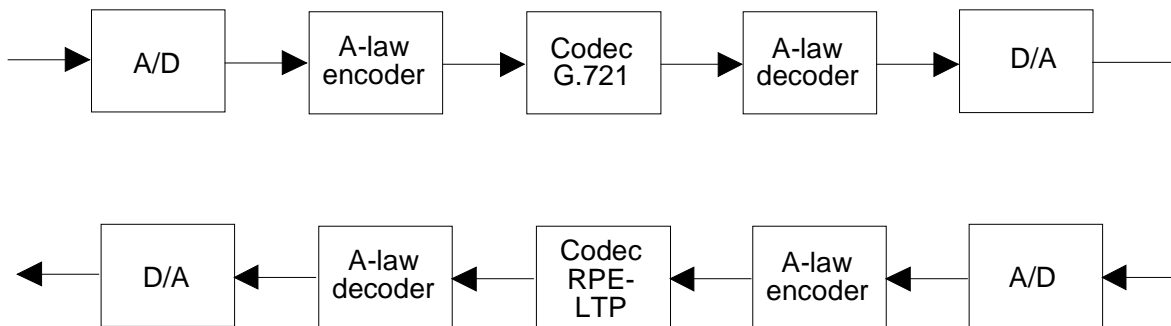 A/D
A-law
encoder
Codec
G.721
A-law
decoder
D/A
D/A
A-law
decoder
Codec
RPE-
LTP
A-law
encoder
A/D